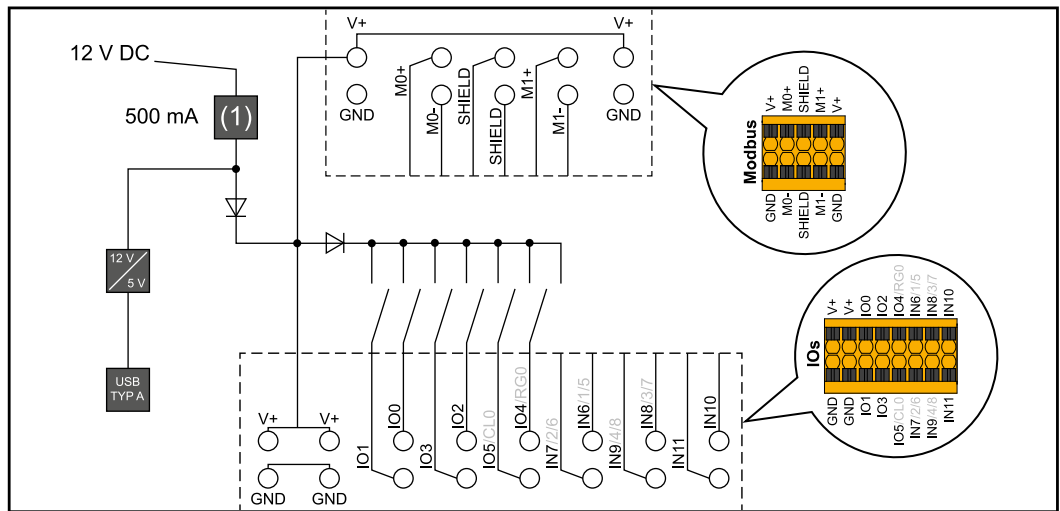 12 V DC
500 mA
(1)
12 V
5 V
USB
TYP A
V+
V+
GND
M0+
M0-
SHIELD
SHIELD
M1+
M1-
GND
Modbus
V+
M0+
SHIELD
M1+
V+
GND
M0-
SHIELD
M1-
GND
IOs
V+
V+
IO0
IO2
IO4/RG0
IN6/1/5
IN8/3/7
IN10
GND
GND
IO1
IO3
IO5/CL0
IN7/2/6
IN9/4/8
IN11
V+
V+
GND
GND
IO1
IO0
IO3
IO2
IO5/CL0
IO4/RG0
IN7/2/6
IN6/1/5
IN9/4/8
IN8/3/7
IN11
IN10